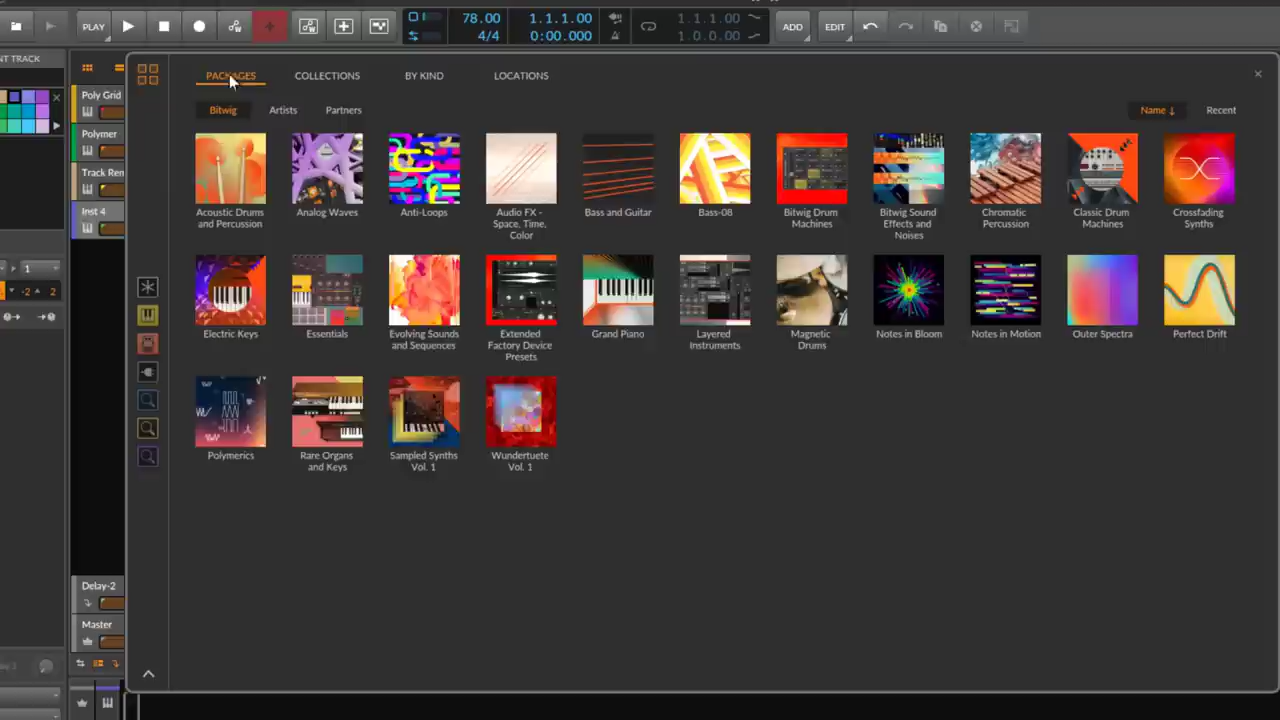 PLAY
78.00
4/4
1.1.1.00
0:00.000
1.1.1.00
1.0.0.00
ADD
EDIT
NT TRACK
PACKAGES
COLLECTIONS
BY KIND
LOCATIONS
Bitwig
Artists
Partners
Name ↓
Recent
Poly Grid
Polymer
Track Ren
Inst 4
1
-2
2
Acoustic Drums
and Percussion
Analog Waves
Anti-Loops
Audio FX -
Space, Time,
Color
Bass and Guitar
Bass-08
Bitwig Drum
Machines
Bitwig Sound
Effects and
Noises
Chromatic
Percussion
Classic Drum
Machines
Crossfading
Synths
Electric Keys
Essentials
Evolving Sounds
and Sequences
Extended
Factory Device
Presets
Grand Piano
Layered
Instruments
Magnetic
Drums
Notes in Bloom
Notes in Motion
Outer Spectra
Perfect Drift
Polymerics
Rare Organs
and Keys
Sampled Synths
Vol. 1
Wundertuete
Vol. 1
Delay-2
Master